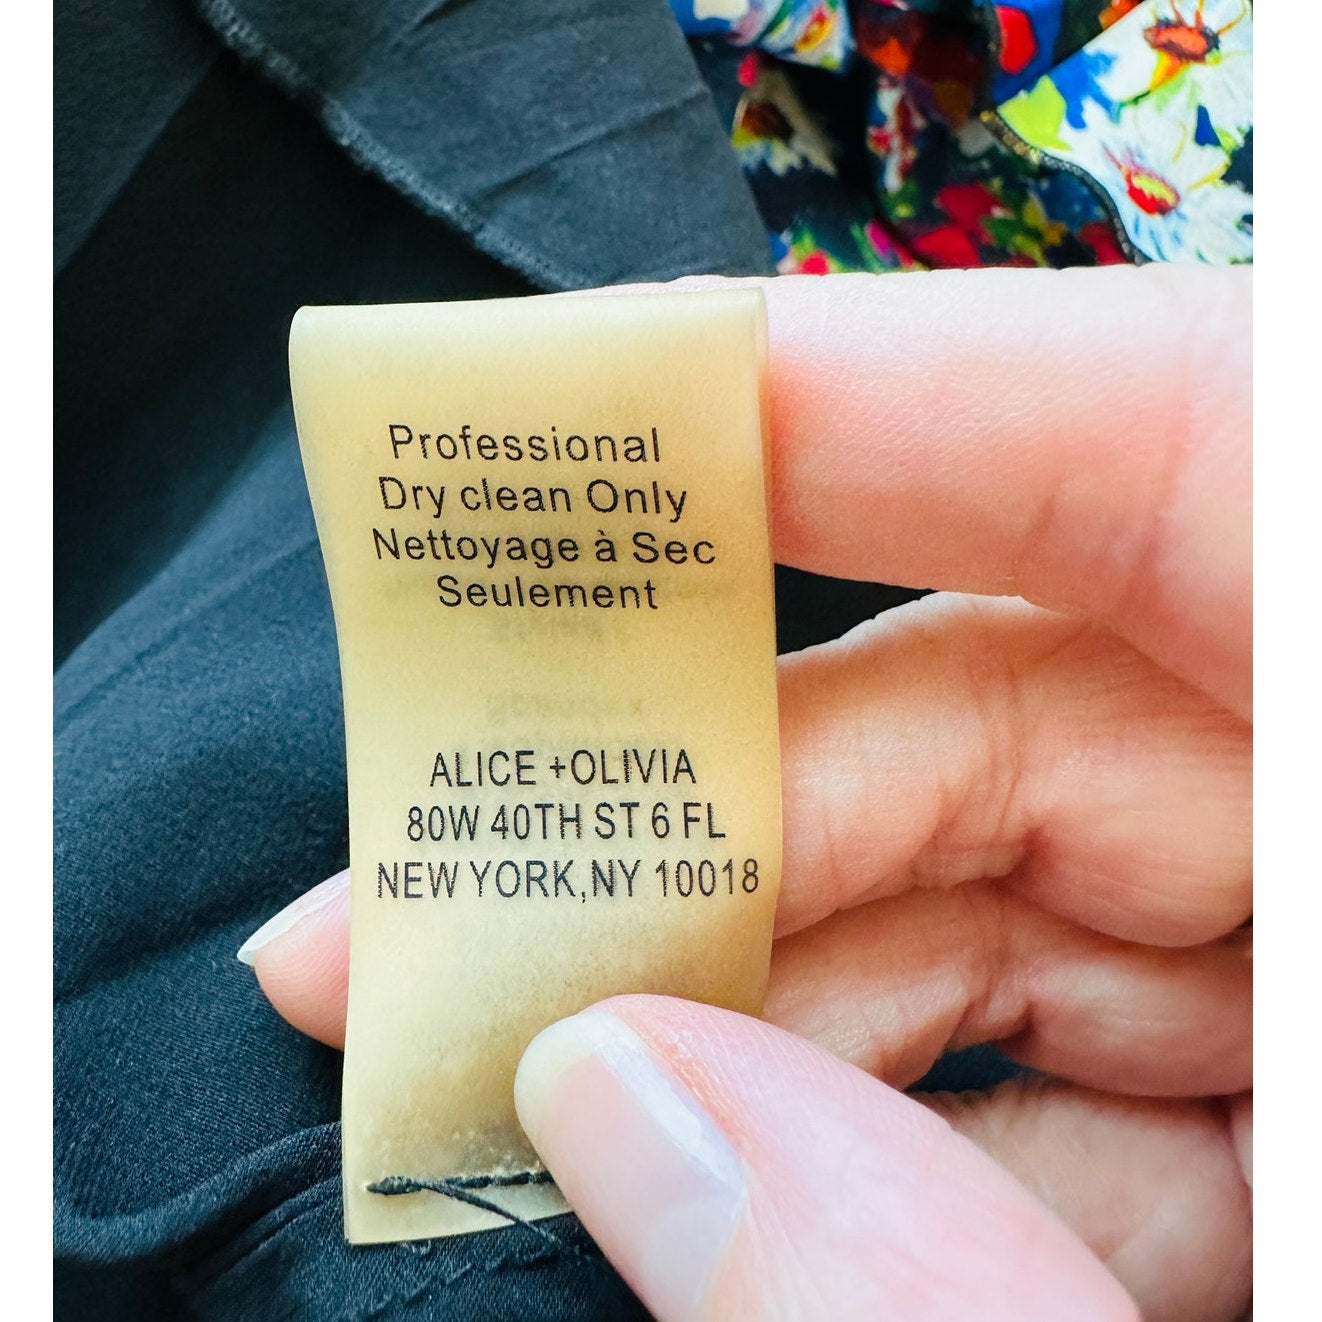 Professional
Dry clean Only
Nettoyage à Sec
Seulement
ALICE +OLIVIA
80W 40TH ST 6 FL
NEW YORK,NY 10018